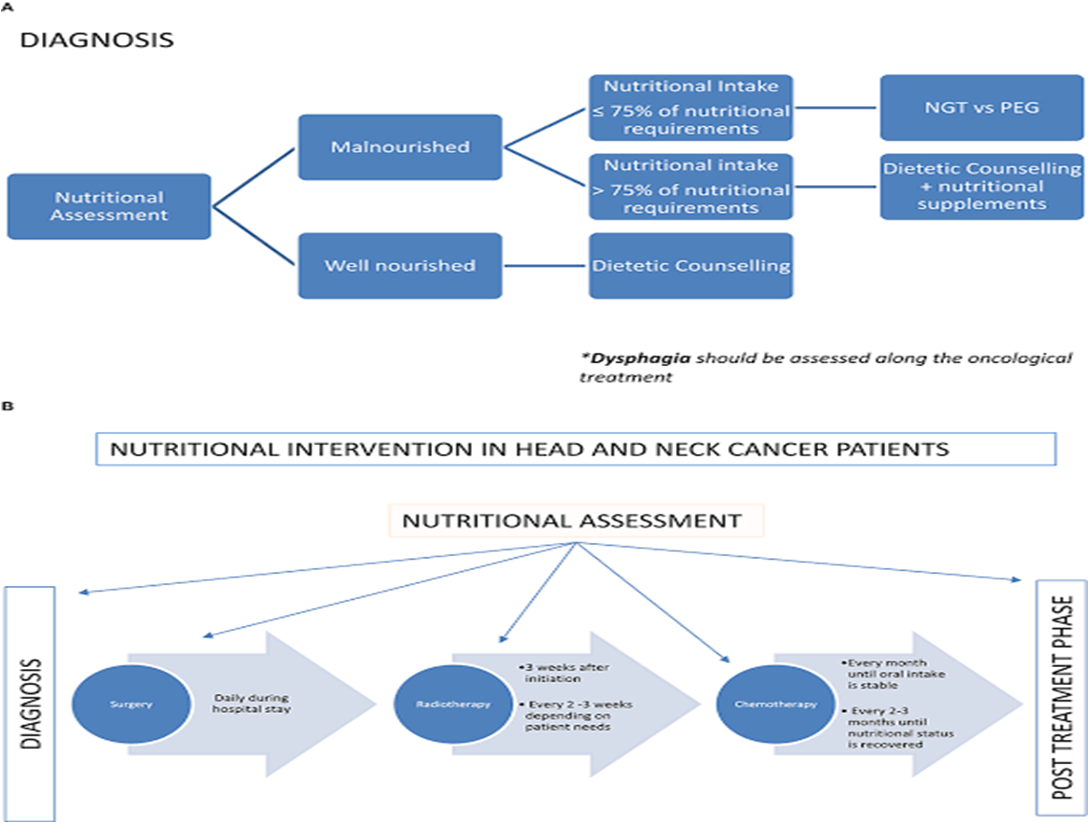 A
DIAGNOSIS
Nutritional
Assessment
Malnourished
Well nourished
Nutritional Intake
≤ 75% of nutritional
requirements
Nutritional intake
> 75% of nutritional
requirements
Dietetic Counselling
NGT vs PEG
Dietetic Counselling
+ nutritional
supplements
*Dysphagia should be assessed along the oncological
treatment
B
NUTRITIONAL INTERVENTION IN HEAD AND NECK CANCER PATIENTS
NUTRITIONAL ASSESSMENT
DIAGNOSIS
Surgery
Daily during
hospital stay
Radiotherapy
•3 weeks after
initiation
• Every 2 -3 weeks
depending on
patient needs
Chemotherapy
•Every month
until oral intake
is stable
• Every 2-3
months until
nutritional status
is recovered
POST TREATMENT PHASE